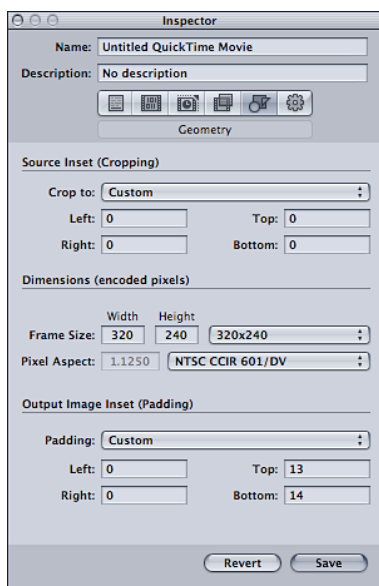 Inspector
Name: Untitled QuickTime Movie
Description: No description
Geometry
Source Inset (Cropping)
Crop to: Custom
Left: 0 Top: 0
Right: 0 Bottom: 0
Dimensions (encoded pixels)
Width Height
Frame Size: 320 240 320x240
Pixel Aspect: 1.1250 NTSC CCIR 601/DV
Output Image Inset (Padding)
Padding: Custom
Left: 0 Top: 13
Right: 0 Bottom: 14
Revert Save